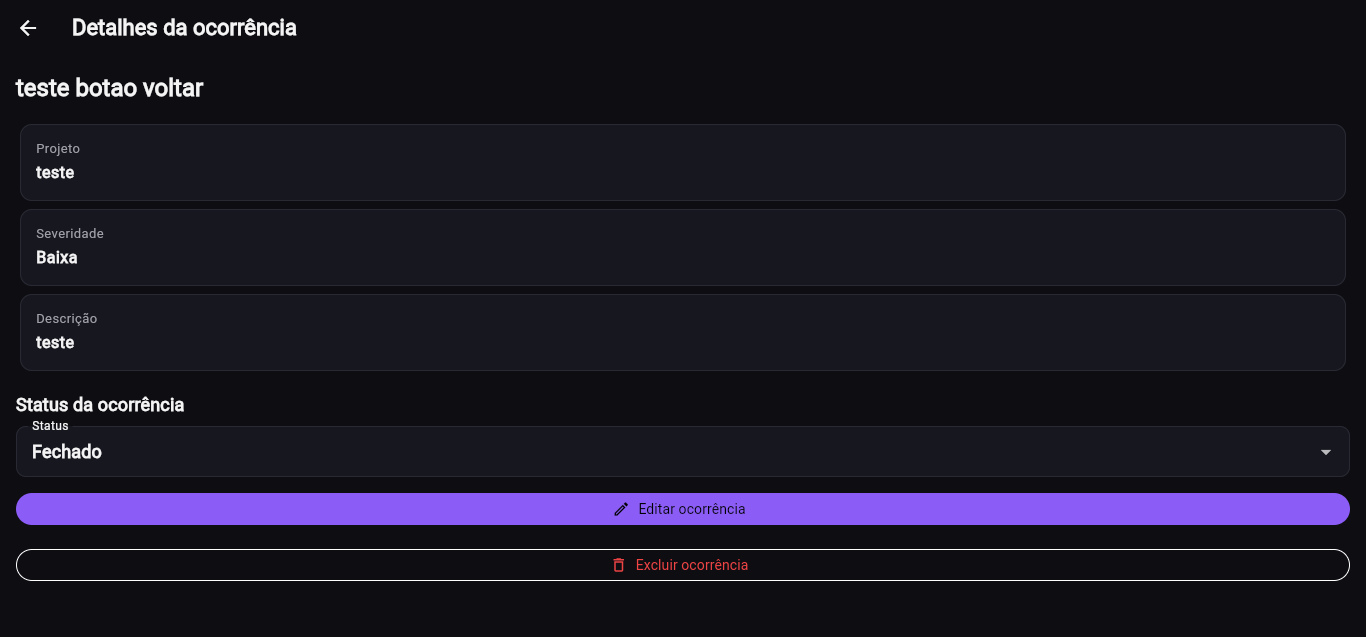 Detalhes da ocorrência
teste botao voltar
Projeto
teste
Severidade
Baixa
Descrição
teste
Status da ocorrência
Status
Fechado
Editar ocorrência
Excluir ocorrência